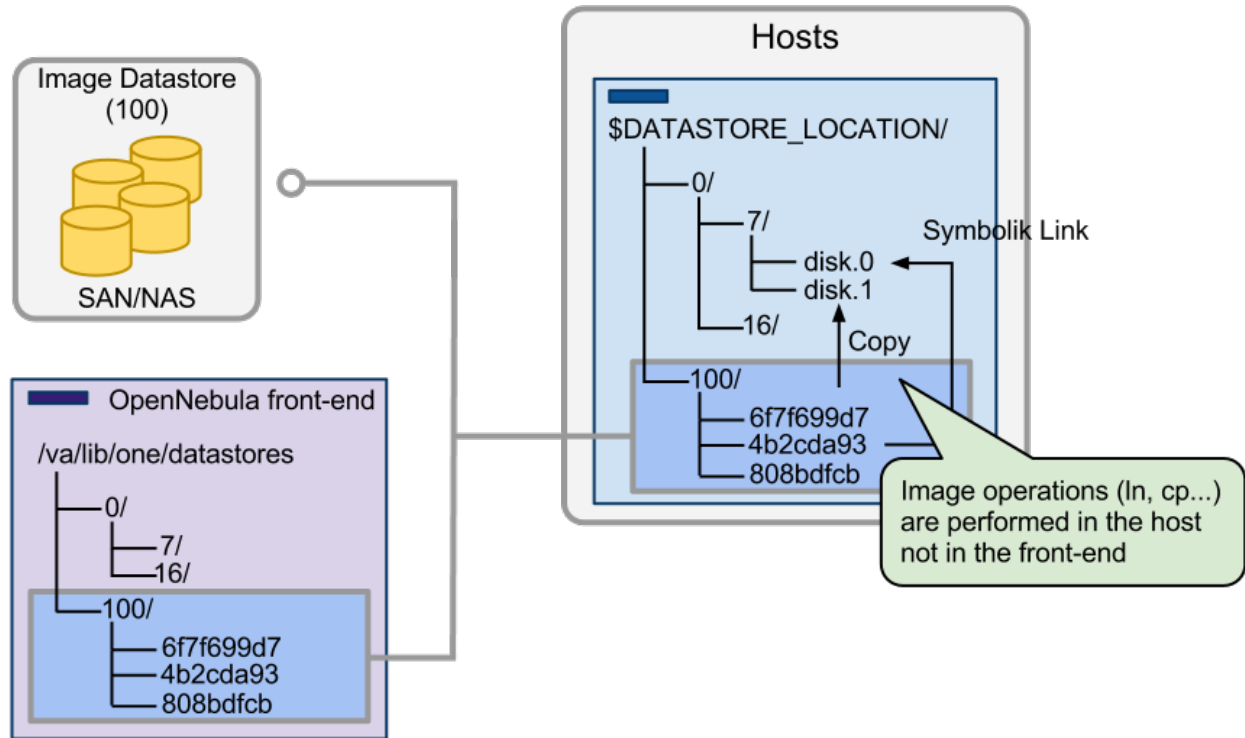 Image Datastore
(100)
SAN/NAS
OpenNebula front-end
/va/lib/one/datastores
0/
7/
16/
100/
6f7f699d7
4b2cda93
808bdfcb
Hosts
$DATASTORE_LOCATION/
0/
7/
Symbolik Link
disk.0
disk.1
16/
Copy
100/
6f7f699d7
4b2cda93
808bdfcb
Image operations (ln, cp...)
are performed in the host
not in the front-end